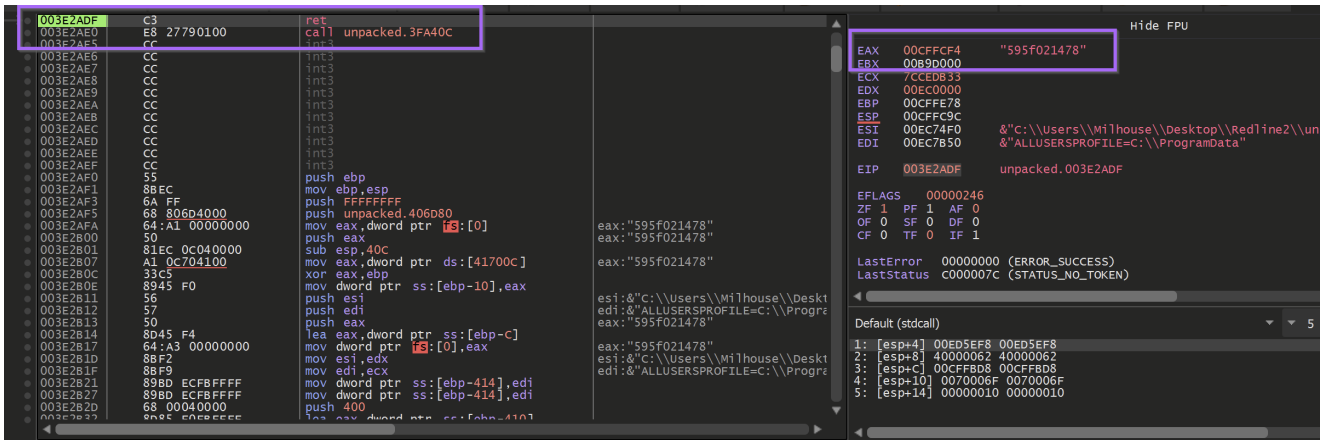 Hide FPU
003E2ADF C3 ret
003E2AE0 E8 27790100 call unpacked.3FA40C
003E2AE5 CC int3
003E2AE6 CC int3
003E2AE7 CC int3
003E2AE8 CC int3
003E2AE9 CC int3
003E2AEA CC int3
003E2AEB CC int3
003E2AEC CC int3
003E2AED CC int3
003E2AEE CC int3
003E2AEF CC int3
003E2AF0 55 push ebp
003E2AF1 8BEC mov ebp,esp
003E2AF3 6A FF push FFFFFFFF
003E2AF5 68 806D4000 push unpacked.406D80
003E2AFA 64:A1 00000000 mov eax,dword ptr fs:[0] eax:"595f021478"
003E2B00 50 push eax eax:"595f021478"
003E2B01 81EC 0C040000 sub esp,40C
003E2B07 A1 0C704100 mov eax,dword ptr ds:[41700C] eax:"595f021478"
003E2B0C 33C5 xor eax,ebp
003E2B0E 8945 F0 mov dword ptr ss:[ebp-10],eax
003E2B11 56 push esi esi:&"C:\\Users\\Milhouse\\Deskt
003E2B12 57 push edi edi:&"ALLUSERSPROFILE=C:\\Progra
003E2B13 50 push eax eax:"595f021478"
003E2B14 8D45 F4 lea eax,dword ptr ss:[ebp-C]
003E2B17 64:A3 00000000 mov dword ptr fs:[0],eax eax:"595f021478"
003E2B1D 8BF2 mov esi,edx esi:&"C:\\Users\\Milhouse\\Deskt
003E2B1F 8BF9 mov edi,ecx edi:&"ALLUSERSPROFILE=C:\\Progra
003E2B21 89BD ECFBFFFF mov dword ptr ss:[ebp-414],edi
003E2B27 89BD ECFBFFFF mov dword ptr ss:[ebp-414],edi
003E2B2D 68 00040000 push 400
EAX 00CFFCF4 "595f021478"
EBX 00B9D000
ECX 7CCEDB33
EDX 00EC0000
EBP 00CFFE78
ESP 00CFFC9C
ESI 00EC74F0 &"C:\\Users\\Milhouse\\Desktop\\Redline2\\un
EDI 00EC7B50 &"ALLUSERSPROFILE=C:\\ProgramData"
EIP 003E2ADF unpacked.003E2ADF
EFLAGS 00000246
ZF 1 PF 1 AF 0
OF 0 SF 0 DF 0
CF 0 TF 0 IF 1
LastError 00000000 (ERROR_SUCCESS)
LastStatus C000007C (STATUS_NO_TOKEN)
Default (stdcall) 5
1: [esp+4] 00ED5EF8 00ED5EF8
2: [esp+8] 40000062 40000062
3: [esp+c] 00CFFBD8 00CFFBD8
4: [esp+10] 0070006F 0070006F
5: [esp+14] 00000010 00000010